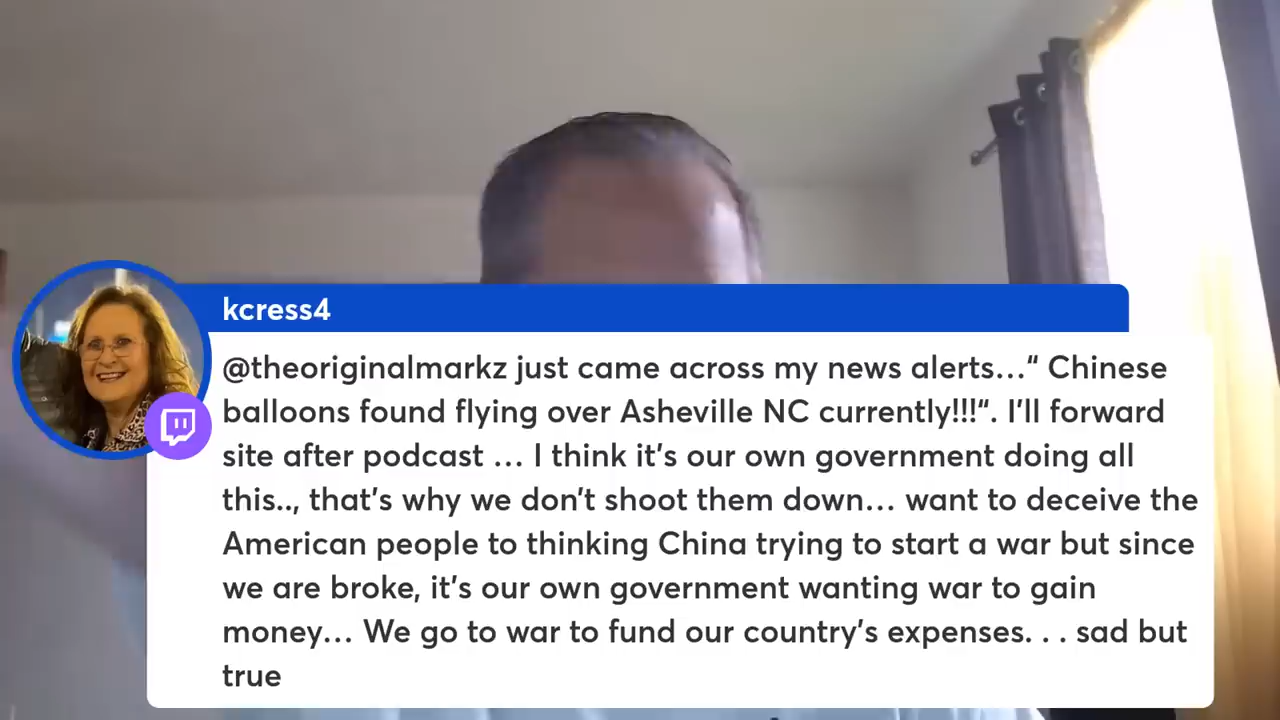 kcress4
@theoriginalmarkz just came across my news alerts...“ Chinese
balloons found flying over Asheville NC currently!!!“. I’ll forward
site after podcast ... I think it’s our own government doing all
this.., that’s why we don’t shoot them down... want to deceive the
American people to thinking China trying to start a war but since
we are broke, it’s our own government wanting war to gain
money... We go to war to fund our country’s expenses. . . sad but
true